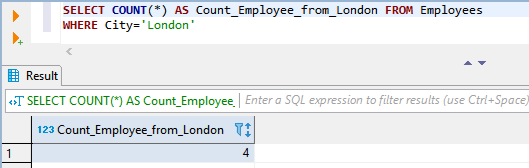 SELECT COUNT(*) AS Count_Employee_from_London FROM Employees
WHERE City='London'
Result
SELECT COUNT(*) AS Count_Employee_
Enter a SQL expression to filter results (use Ctrl+Space)
123 Count_Employee_from_London
1 4